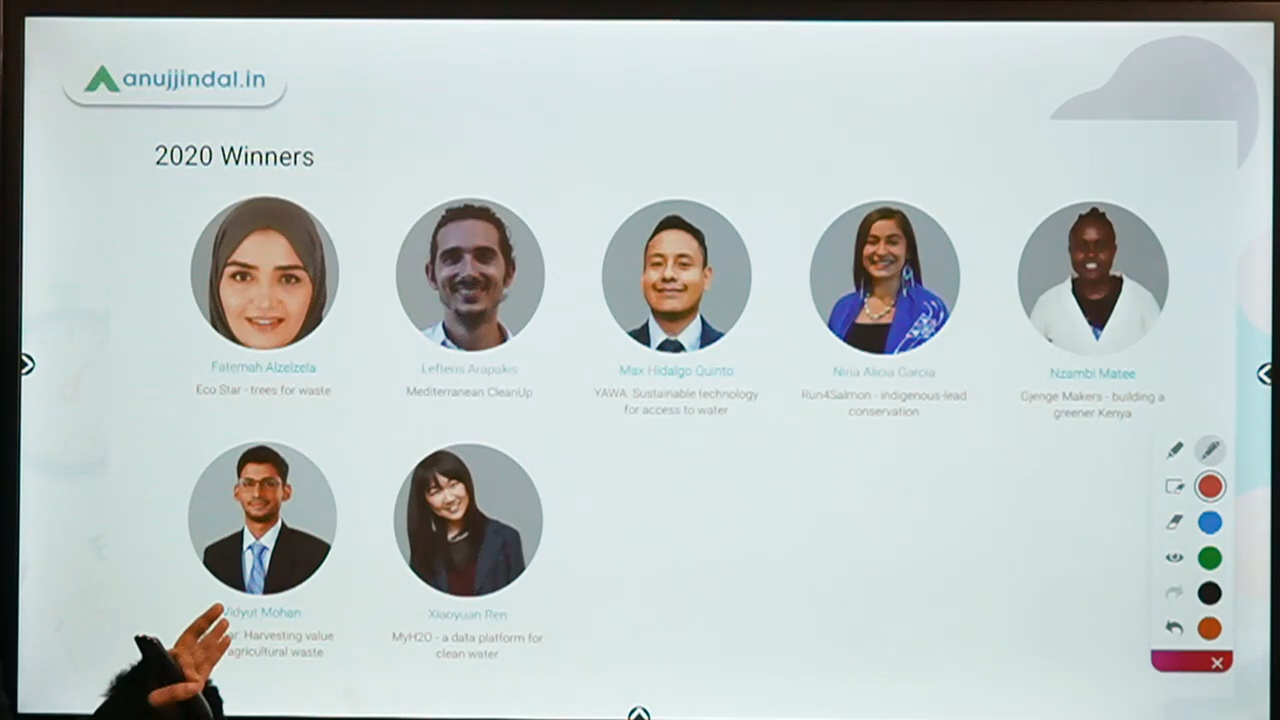 anujjindal.in
2020 Winners
Fatemah Alzelzela
Eco Star - trees for waste
Lefteris Arapakis
Mediterranean CleanUp
Max Hidalgo Quinto
YAWA: Sustainable technology
for access to water
Niria Alicia Garcia
Run4Salmon - indigenous-lead
conservation
Nzambi Matee
Gjenge Makers - building a
greener Kenya
Vidyut Mohan
Harvesting value
agricultural waste
Xiaoyuan Ren
MyH2O - a data platform for
clean water